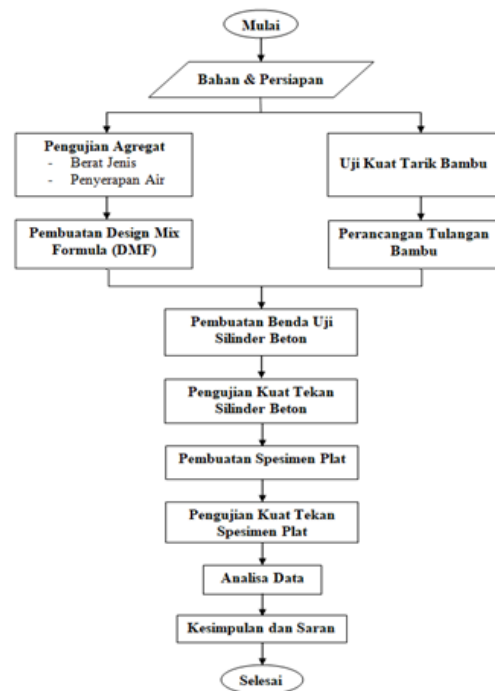 Mulai
Bahan & Persiapan
Pengujian Agregat
- Berat Jenis
- Penyerapan Air
Uji Kuat Tarik Bambu
Pembuatan Design Mix
Formula (DMF)
Perancangan Tulangan
Bambu
Pembuatan Benda Uji
Silinder Beton
Pengujian Kuat Tekan
Silinder Beton
Pembuatan Spesimen Plat
Pengujian Kuat Tekan
Spesimen Plat
Analisa Data
Kesimpulan dan Saran
Selesai